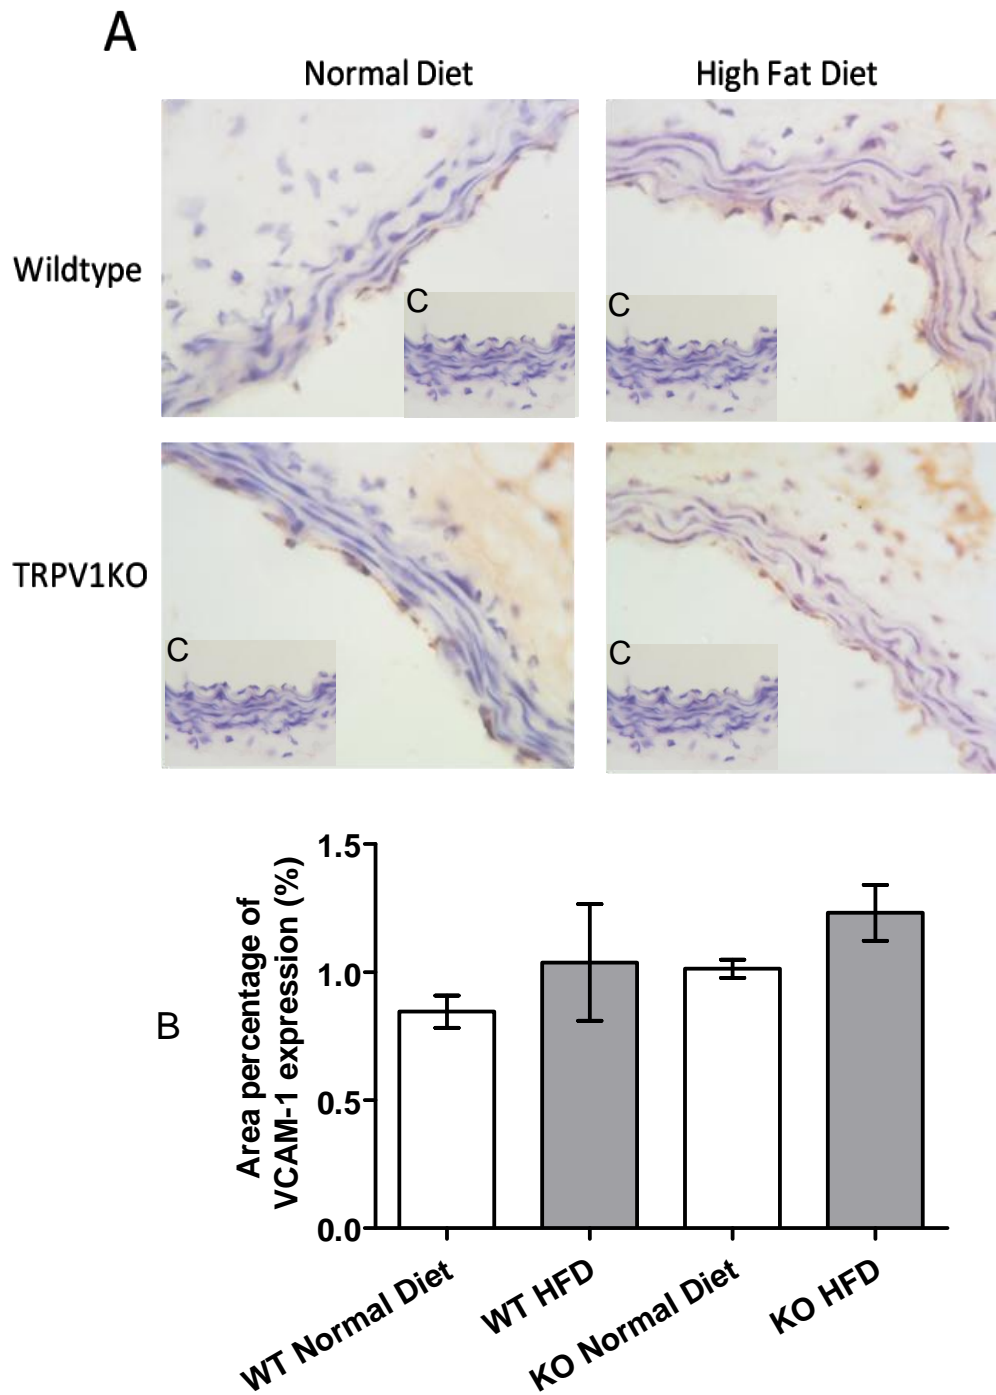 A
Normal Diet
High Fat Diet
Wildtype
C
C
TRPV1KO
C
C
B
Area percentage of
VCAM-1 expression (%)
1.5
1.0
0.5
0.0
WT Normal Diet
WT HFD
KO Normal Diet
KO HFD